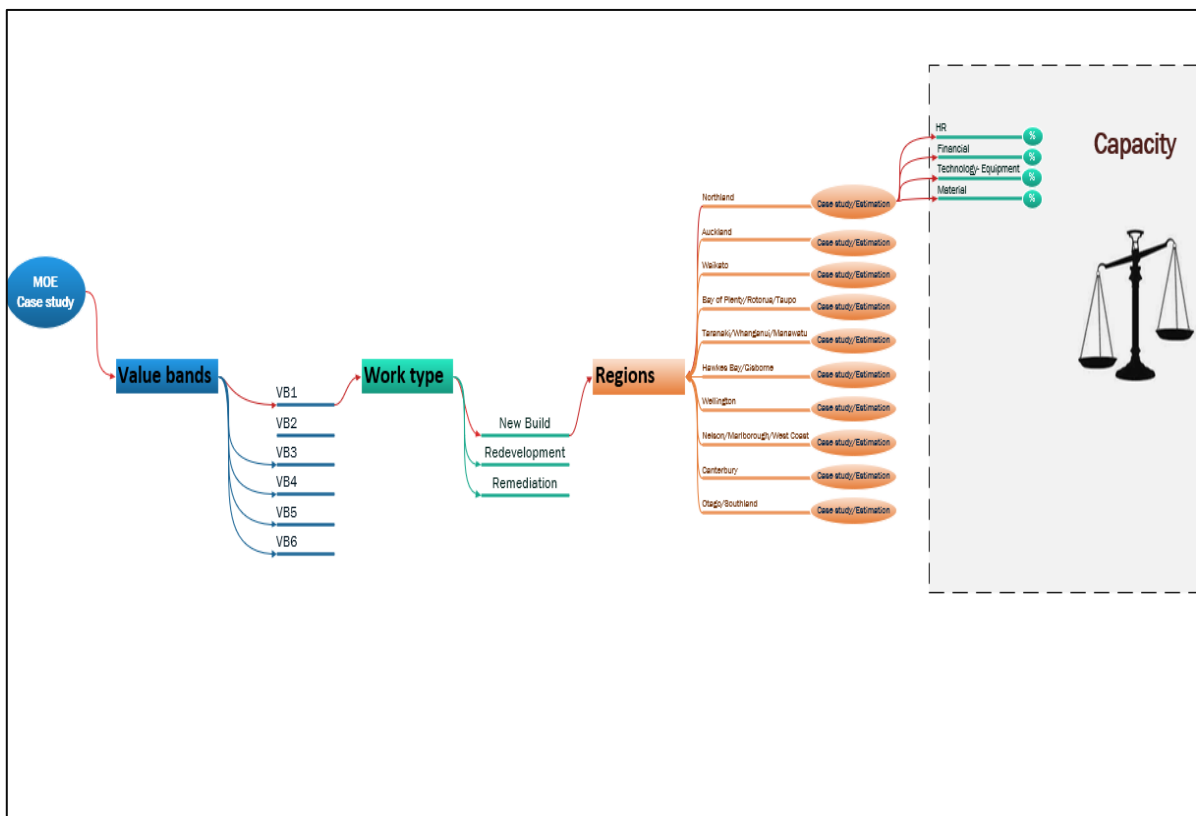 MOE
Case study
Value bands
VB1
VB2
VB3
VB4
VB5
VB6
Work type
New Build
Redevelopment
Remediation
Regions
Northland
Case study/Estimation
Auckland
Case study/Estimation
Waikato
Case study/Estimation
Bay of Plenty/Rotorua/Taupo
Case study/Estimation
Taranaki/Whanganui/Manawatu
Case study/Estimation
Hawkes Bay/Gisborne
Case study/Estimation
Wellington
Case study/Estimation
Nelson/Marlborough/West Coast
Case study/Estimation
Canterbury
Case study/Estimation
Otago/Southland
Case study/Estimation
HR
%
Financial
%
Technology- Equipment
%
Material
%
Capacity